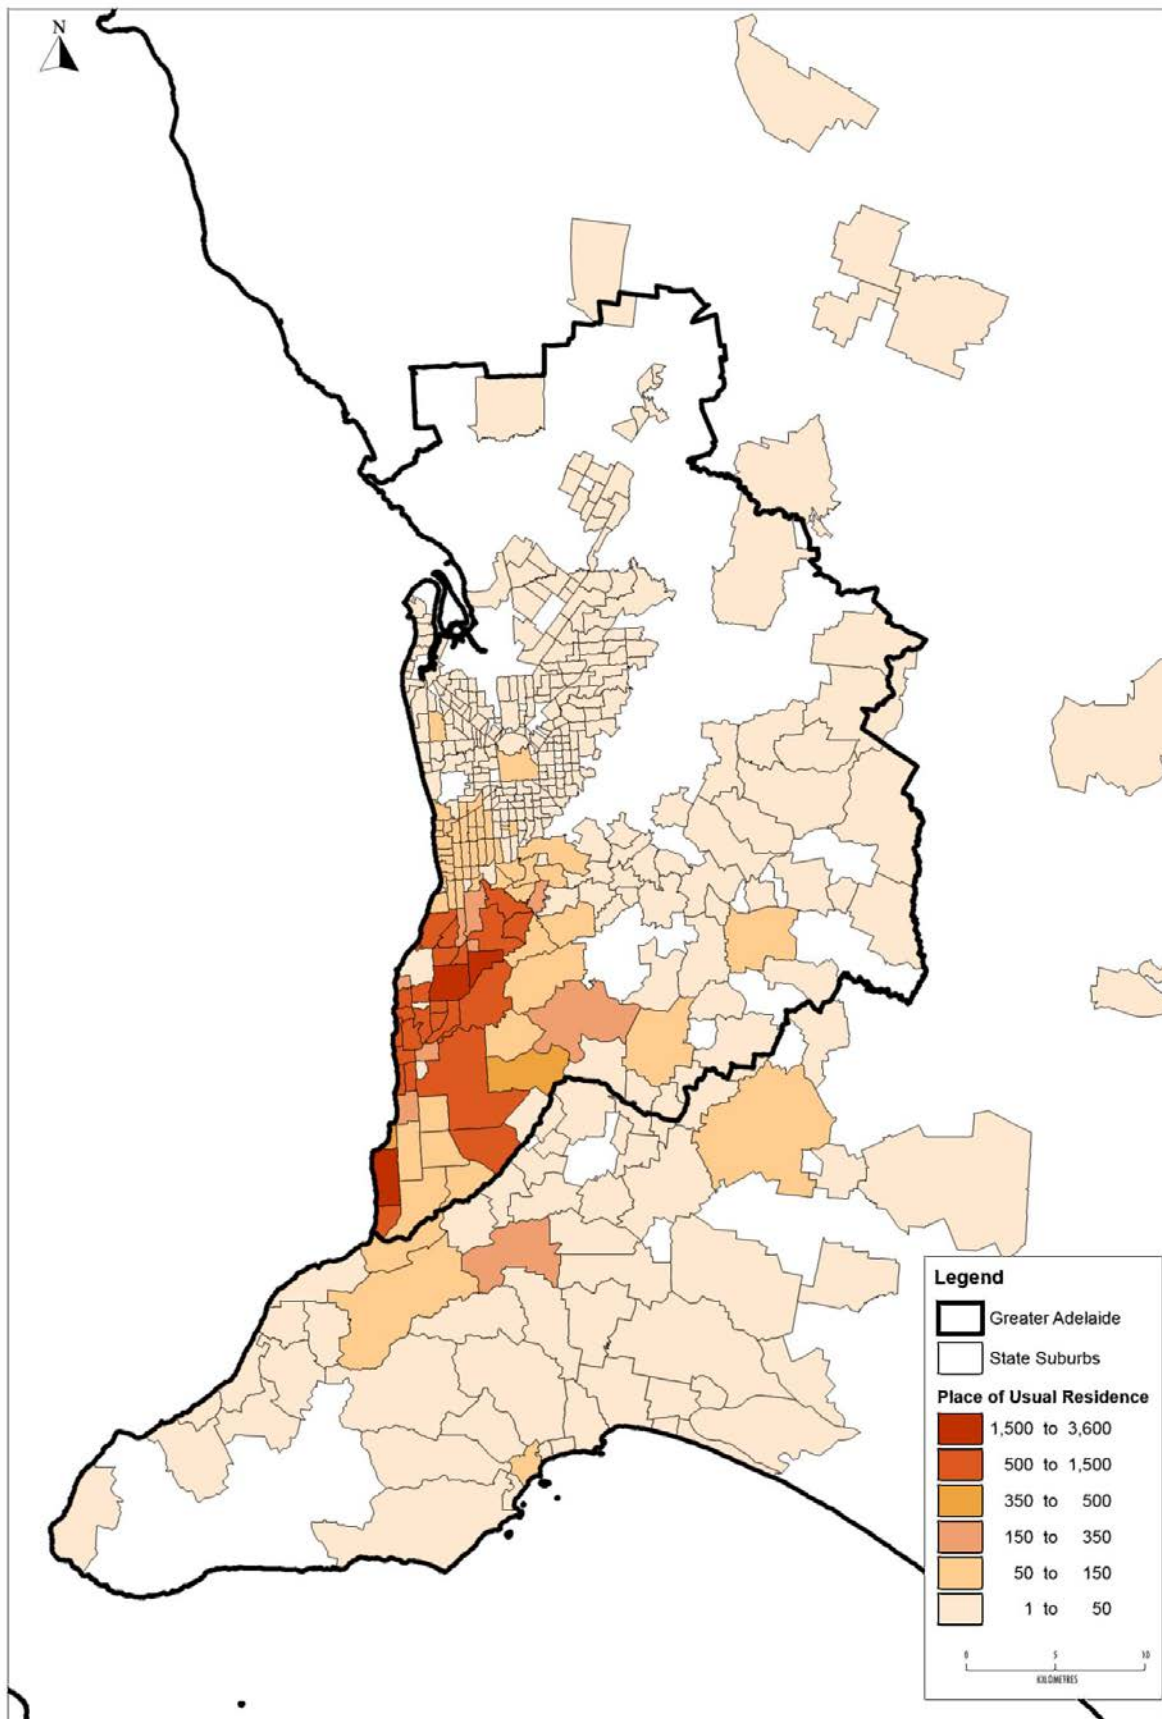 N
Legend
Greater Adelaide
State Suburbs
Place of Usual Residence
1,500 to 3,600
500 to 1,500
350 to 500
150 to 350
50 to 150
1 to 50
0 5 10
KILOMETRES